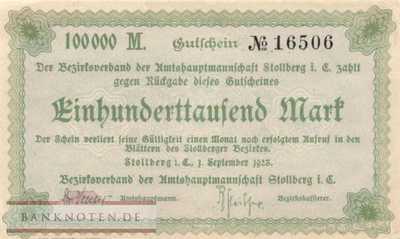 100000 M. Gutschein № 16506
Der Bezirksverband der Amtshauptmannschaft Stollberg i. E. zahlt
gegen Rückgabe dieses Gutscheines
Einhunderttausend Mark
Der Schein verliert seine Gültigkeit einen Monat nach erfolgtem Aufruf in den
Blättern des Stollberger Bezirkes.
Stollberg i. E., 1. September 1923.
Bezirksverband der Amtshauptmannschaft Stollberg i. E.
Amtshauptmann. Bezirkskassierer.
BANKNOTEN.DE